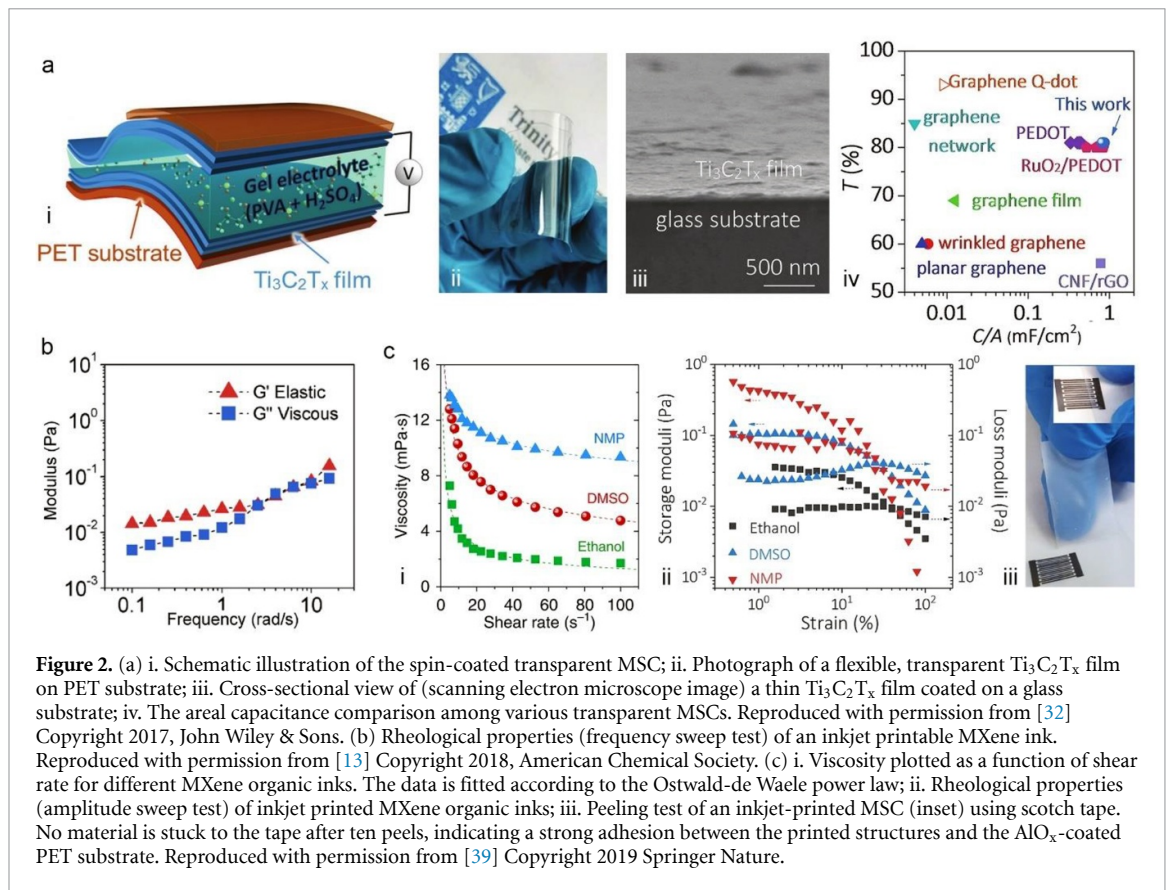 a
i
Gel electrolyte
(PVA + H₂SO₄)
V
PET substrate
Ti₃C₂Tₓ film
Trinity
ii
Ti₃C₂Tₓ film
glass substrate
iii
500 nm
100
90
80
70
60
50
T (%)
Graphene Q-dot
This work
graphene
network
PEDOT
RuO₂/PEDOT
graphene film
wrinkled graphene
planar graphene
CNF/rGO
iv
0.01
0.1
1
C/A (mF/cm²)
b
10¹
10⁰
10⁻¹
10⁻²
10⁻³
Modulus (Pa)
G' Elastic
G'' Viscous
0.1
1
10
Frequency (rad/s)
c
16
12
8
4
0
Viscosity (mPa·s)
NMP
DMSO
Ethanol
i
0
20
40
60
80
100
Shear rate (s⁻¹)
10⁰
10⁻¹
10⁻²
10⁻³
Storage moduli (Pa)
Ethanol
DMSO
NMP
ii
10⁰
10¹
10²
Strain (%)
10⁰
10⁻¹
10⁻²
10⁻³
Loss moduli (Pa)
iii
Figure 2. (a) i. Schematic illustration of the spin-coated transparent MSC; ii. Photograph of a flexible, transparent Ti₃C₂Tₓ film
on PET substrate; iii. Cross-sectional view of (scanning electron microscope image) a thin Ti₃C₂Tₓ film coated on a glass
substrate; iv. The areal capacitance comparison among various transparent MSCs. Reproduced with permission from [32]
Copyright 2017, John Wiley & Sons. (b) Rheological properties (frequency sweep test) of an inkjet printable MXene ink.
Reproduced with permission from [13] Copyright 2018, American Chemical Society. (c) i. Viscosity plotted as a function of shear
rate for different MXene organic inks. The data is fitted according to the Ostwald-de Waele power law; ii. Rheological properties
(amplitude sweep test) of inkjet printed MXene organic inks; iii. Peeling test of an inkjet-printed MSC (inset) using scotch tape.
No material is stuck to the tape after ten peels, indicating a strong adhesion between the printed structures and the AlOₓ-coated
PET substrate. Reproduced with permission from [39] Copyright 2019 Springer Nature.